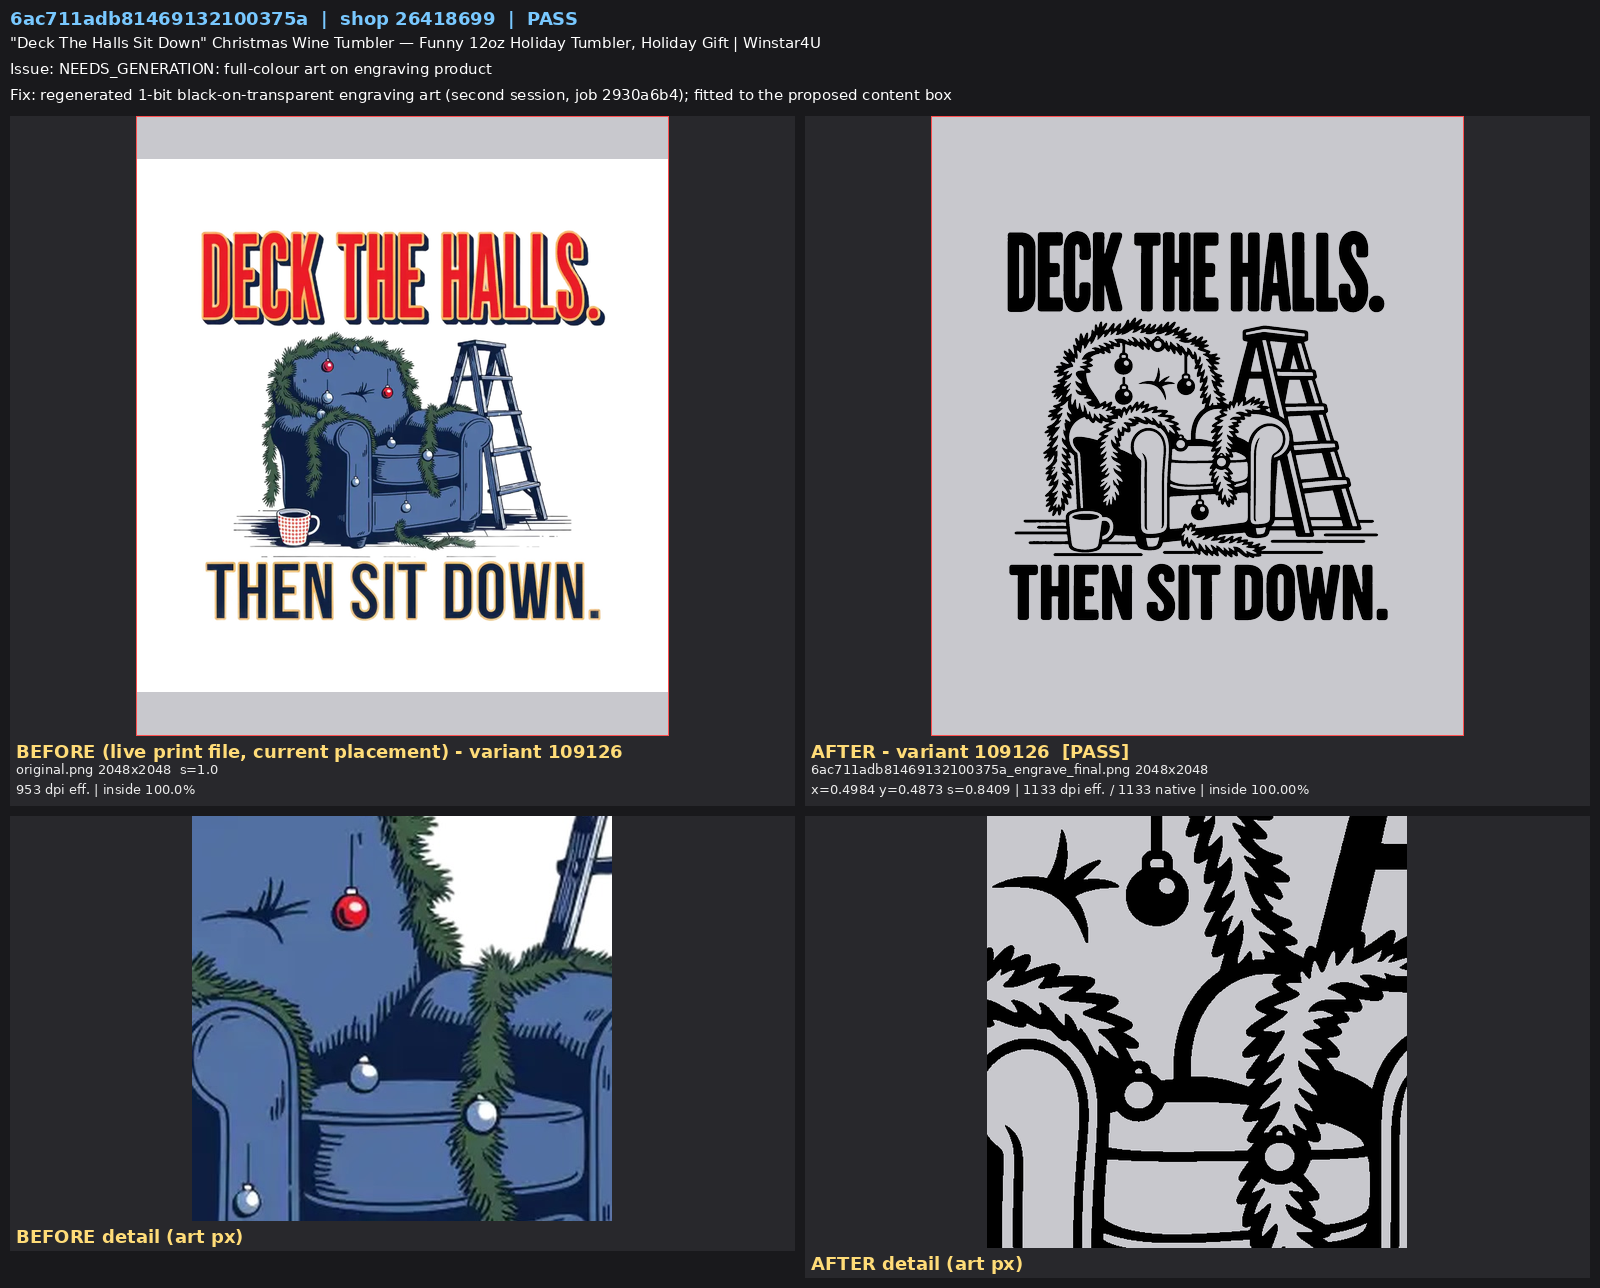 6ac711adb81469132100375a | shop 26418699 | PASS
"Deck The Halls Sit Down" Christmas Wine Tumbler — Funny 12oz Holiday Tumbler, Holiday Gift | Winstar4U
Issue: NEEDS_GENERATION: full-colour art on engraving product
Fix: regenerated 1-bit black-on-transparent engraving art (second session, job 2930a6b4); fitted to the proposed content box
DECK THE HALLS.
THEN SIT DOWN.
BEFORE (live print file, current placement) - variant 109126
original.png 2048x2048 s=1.0
953 dpi eff. | inside 100.0%
DECK THE HALLS.
THEN SIT DOWN.
AFTER - variant 109126 [PASS]
6ac711adb81469132100375a_engrave_final.png 2048x2048
x=0.4984 y=0.4873 s=0.8409 | 1133 dpi eff. / 1133 native | inside 100.00%
BEFORE detail (art px)
AFTER detail (art px)